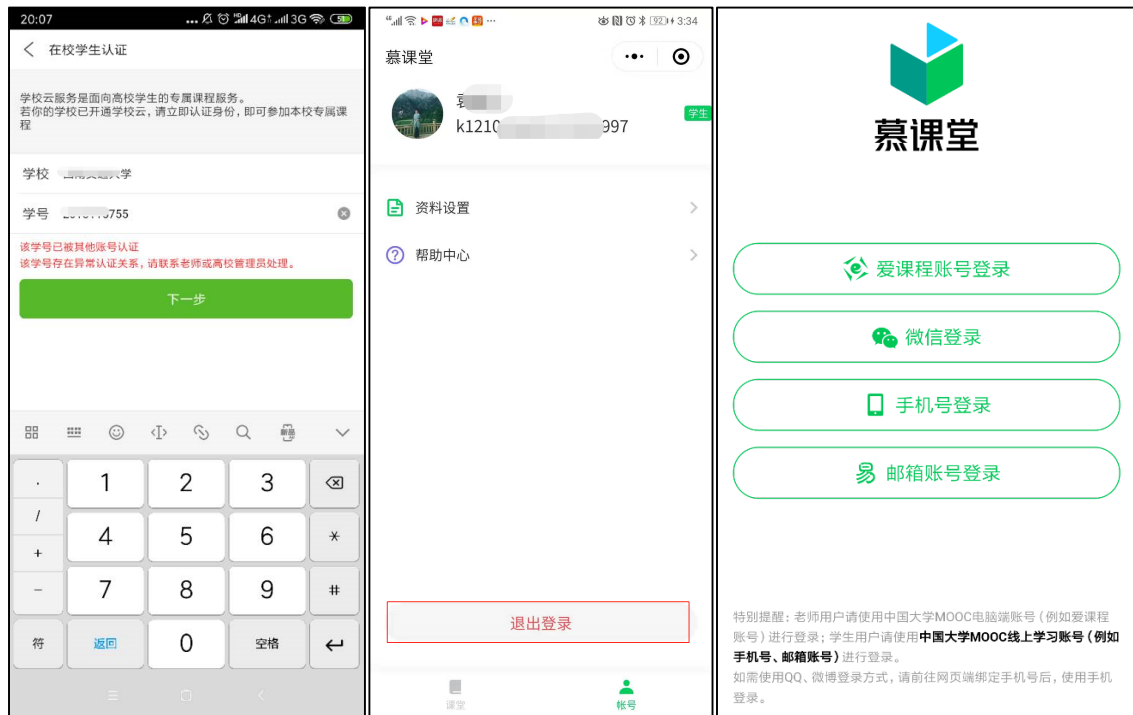 20:07
4G
3G
51
在校学生认证
学校云服务是面向高校学生的专属课程服务。
若你的学校已开通学校云，请立即认证身份，即可参加本校专属课
程
学校
学
学号
755
该学号已被其他账号认证
该学号存在异常认证关系，请联系老师或高校管理员处理。
下一步
1
2
3
4
5
6
7
8
9
0
.
/
+
-
*
#
符
返回
空格
92
3:34
慕课堂
k1210
997
学生
资料设置
帮助中心
退出登录
课堂
帐号
慕课堂
爱课程账号登录
微信登录
手机号登录
邮箱账号登录
特别提醒：老师用户请使用中国大学MOOC电脑端账号（例如爱课程
账号）进行登录；学生用户请使用中国大学MOOC线上学习账号（例如
手机号、邮箱账号）进行登录。
如需使用QQ、微博登录方式，请前往网页端绑定手机号后，使用手机
登录。